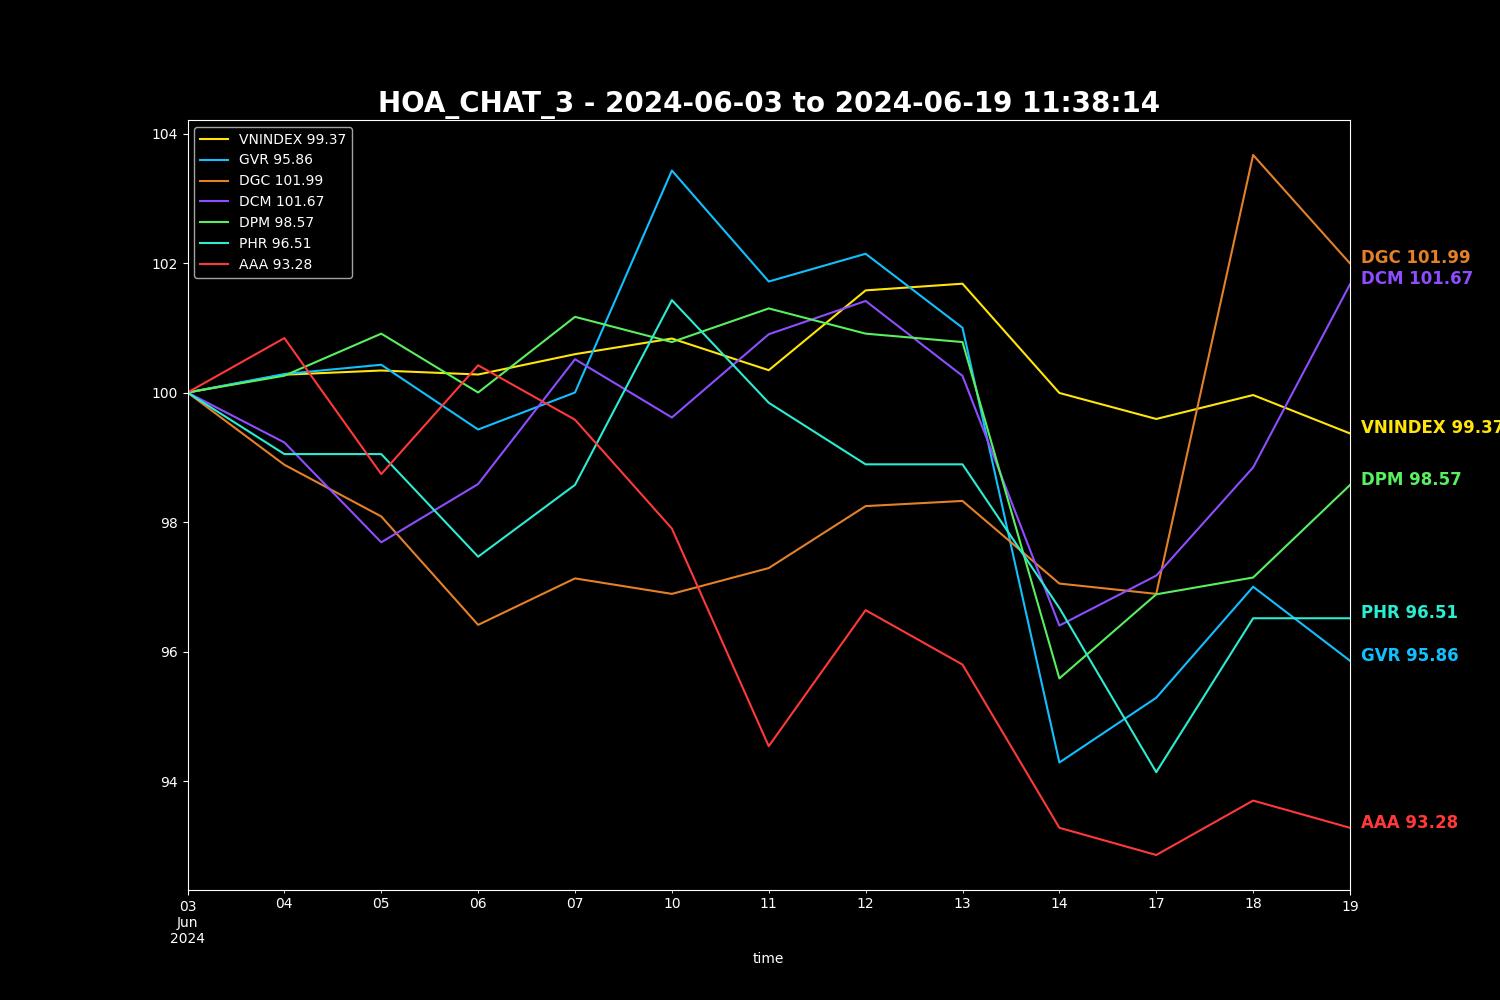 HOA_CHAT_3 - 2024-06-03 to 2024-06-19 11:38:14
VNINDEX 99.37
GVR 95.86
DGC 101.99
DCM 101.67
DPM 98.57
PHR 96.51
AAA 93.28
104
102
100
98
96
94
DGC 101.99
DCM 101.67
VNINDEX 99.37
DPM 98.57
PHR 96.51
GVR 95.86
AAA 93.28
03 04 05 06 07 10 11 12 13 14 17 18 19
Jun
2024
time